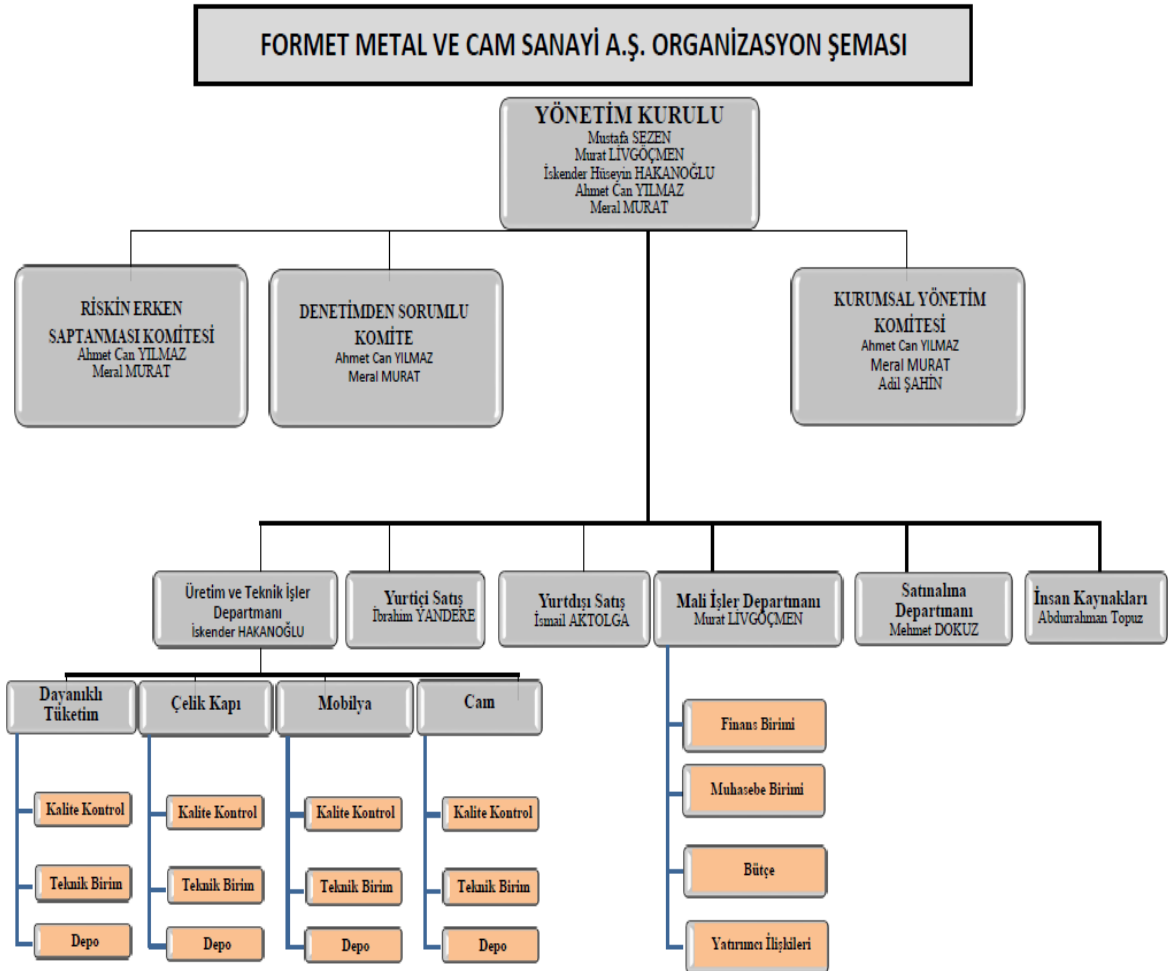 FORMET METAL VE CAM SANAYİ A.Ş. ORGANİZASYON ŞEMASI
YÖNETİM KURULU
Mustafa SEZEN
Murat LİVGÖÇMEN
İskender Hüseyin HAKANOĞLU
Ahmet Can YILMAZ
Meral MURAT
RİSKİN ERKEN
SAPTANMASI KOMİTESİ
Ahmet Can YILMAZ
Meral MURAT
DENETİMDEN SORUMLU
KOMİTE
Ahmet Can YILMAZ
Meral MURAT
KURUMSAL YÖNETİM
KOMİTESİ
Ahmet Can YILMAZ
Meral MURAT
Adil ŞAHİN
Üretim ve Teknik İşler
Departmanı
İskender HAKANOĞLU
Yurtiçi Satış
İbrahim YANDERE
Yurtdışı Satış
İsmail AKTOLGA
Mali İşler Departmanı
Murat LİVGÖÇMEN
Satınalma
Departmanı
Mehmet DOKUZ
İnsan Kaynakları
Abdurrahman Topuz
Dayanıklı
Tüketim
Kalite Kontrol
Teknik Birim
Depo
Çelik Kapı
Kalite Kontrol
Teknik Birim
Depo
Mobilya
Kalite Kontrol
Teknik Birim
Depo
Cam
Kalite Kontrol
Teknik Birim
Depo
Finans Birimi
Muhasebe Birimi
Bütçe
Yatırımcı İlişkileri